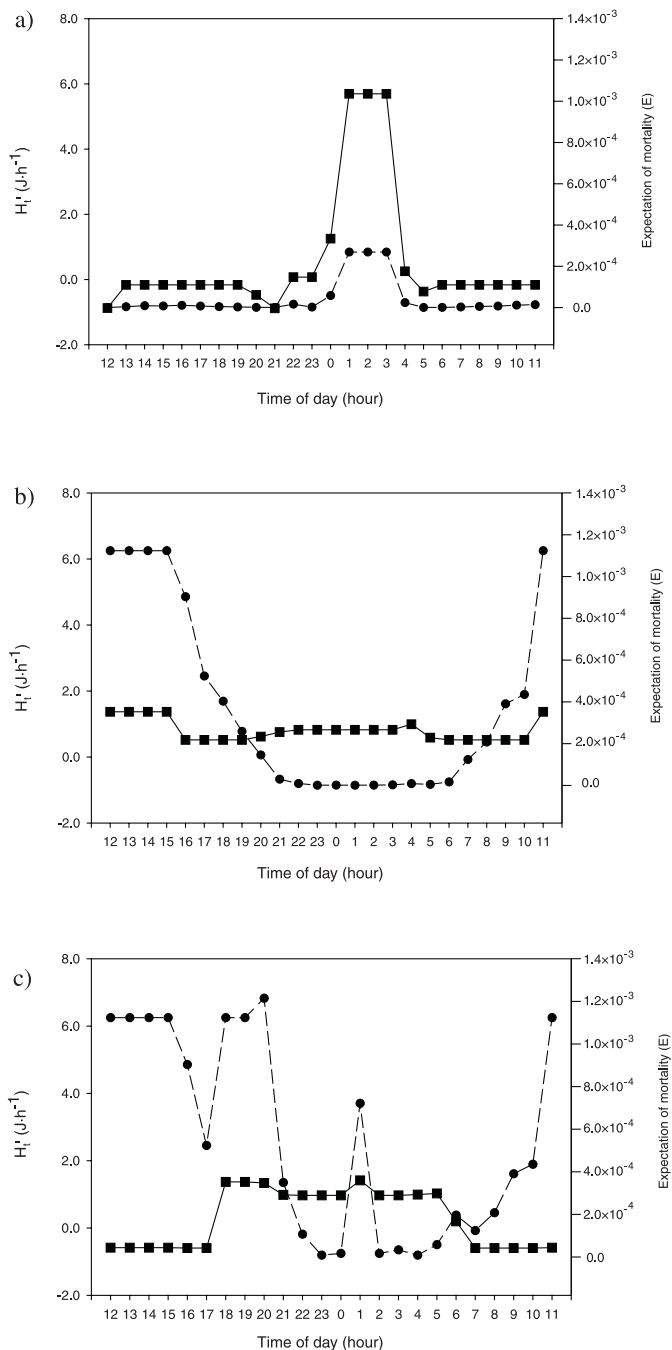 a)
8.0
6.0
4.0
2.0
0.0
-2.0
Hₜ' (J·h⁻¹)
1.4×10⁻³
1.2×10⁻³
1.0×10⁻³
8.0×10⁻⁴
6.0×10⁻⁴
4.0×10⁻⁴
2.0×10⁻⁴
0.0
Expectation of mortality (E)
12 13 14 15 16 17 18 19 20 21 22 23 0 1 2 3 4 5 6 7 8 9 10 11
Time of day (hour)
b)
8.0
6.0
4.0
2.0
0.0
-2.0
Hₜ' (J·h⁻¹)
1.4×10⁻³
1.2×10⁻³
1.0×10⁻³
8.0×10⁻⁴
6.0×10⁻⁴
4.0×10⁻⁴
2.0×10⁻⁴
0.0
Expectation of mortality (E)
12 13 14 15 16 17 18 19 20 21 22 23 0 1 2 3 4 5 6 7 8 9 10 11
Time of day (hour)
c)
8.0
6.0
4.0
2.0
0.0
-2.0
Hₜ' (J·h⁻¹)
1.4×10⁻³
1.2×10⁻³
1.0×10⁻³
8.0×10⁻⁴
6.0×10⁻⁴
4.0×10⁻⁴
2.0×10⁻⁴
0.0
Expectation of mortality (E)
12 13 14 15 16 17 18 19 20 21 22 23 0 1 2 3 4 5 6 7 8 9 10 11
Time of day (hour)